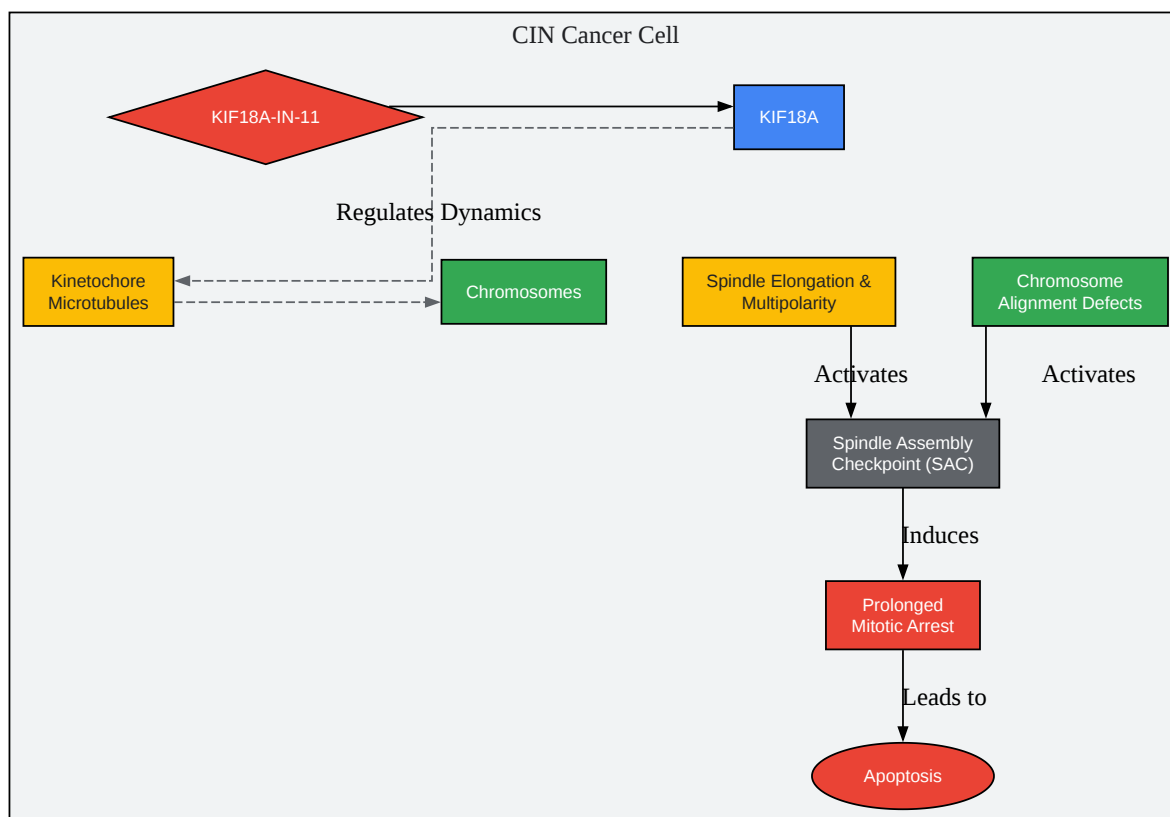 CIN Cancer Cell
KIF18A-IN-11
KIF18A
Regulates Dynamics
Kinetochore
Microtubules
Chromosomes
Spindle Elongation &
Multipolarity
Chromosome
Alignment Defects
Activates
Activates
Spindle Assembly
Checkpoint (SAC)
Induces
Prolonged
Mitotic Arrest
Leads to
Apoptosis